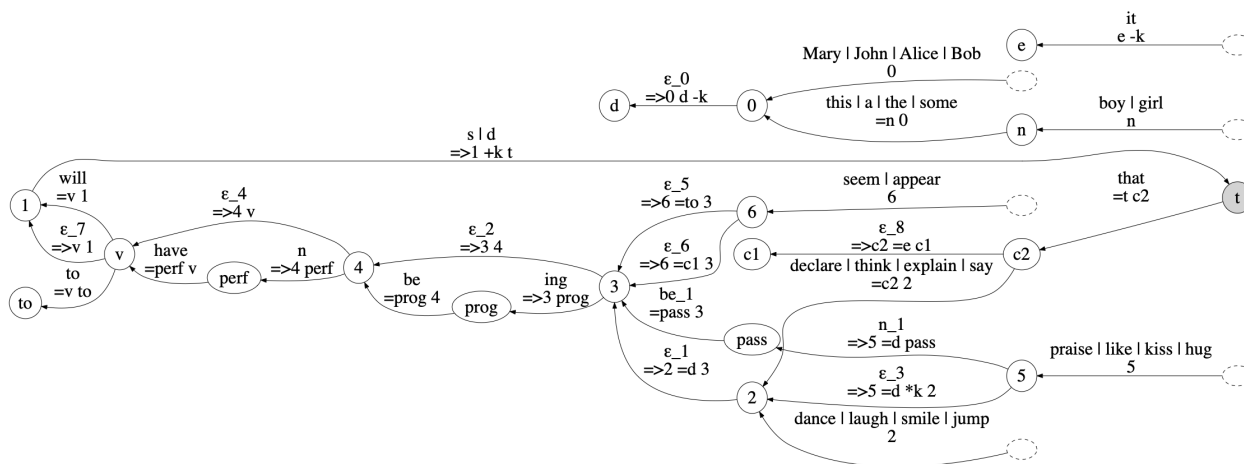 it
e -k
e
Mary | John | Alice | Bob
0
ε_0
=>0 d -k
d
0
this | a | the | some
=n 0
n
boy | girl
n
s | d
=>1 +k t
will
=v 1
1
ε_4
=>4 v
ε_5
=>6 =to 3
6
seem | appear
6
that
=t c2
t
ε_7
=>v 1
v
have
=perf v
n
=>4 perf
perf
4
ε_2
=>3 4
ε_6
=>6 =c1 3
c1
ε_8
=>c2 =e c1
c2
to
=v to
to
be
=prog 4
prog
ing
=>3 prog
3
declare | think | explain | say
=c2 2
be_1
=pass 3
pass
n_1
=>5 =d pass
praise | like | kiss | hug
5
5
ε_1
=>2 =d 3
2
ε_3
=>5 =d *k 2
dance | laugh | smile | jump
2